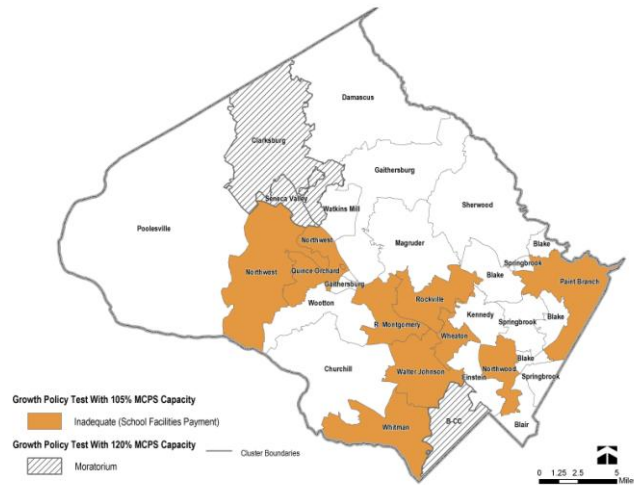 Damascus
Clarksburg
Gaithersburg
Seneca Valley
Watkins Mill
Sherwood
Poolesville
Northwest
Magruder
Blake
Springbrook
Northwest
Quince Orchard
Blake
Paint Branch
Gaithersburg
Rockville
Wootton
Kennedy
Blake
R. Montgomery
Springbrook
Wheaton
Blake
Churchill
Walter Johnson
Northwood
Einstein
Springbrook
Growth Policy Test With 105% MCPS Capacity
Inadequate (School Facilities Payment)
Whitman
B-CC
Blair
Growth Policy Test With 120% MCPS Capacity
Moratorium
Cluster Boundaries
0 1.25 2.5 5
Mile